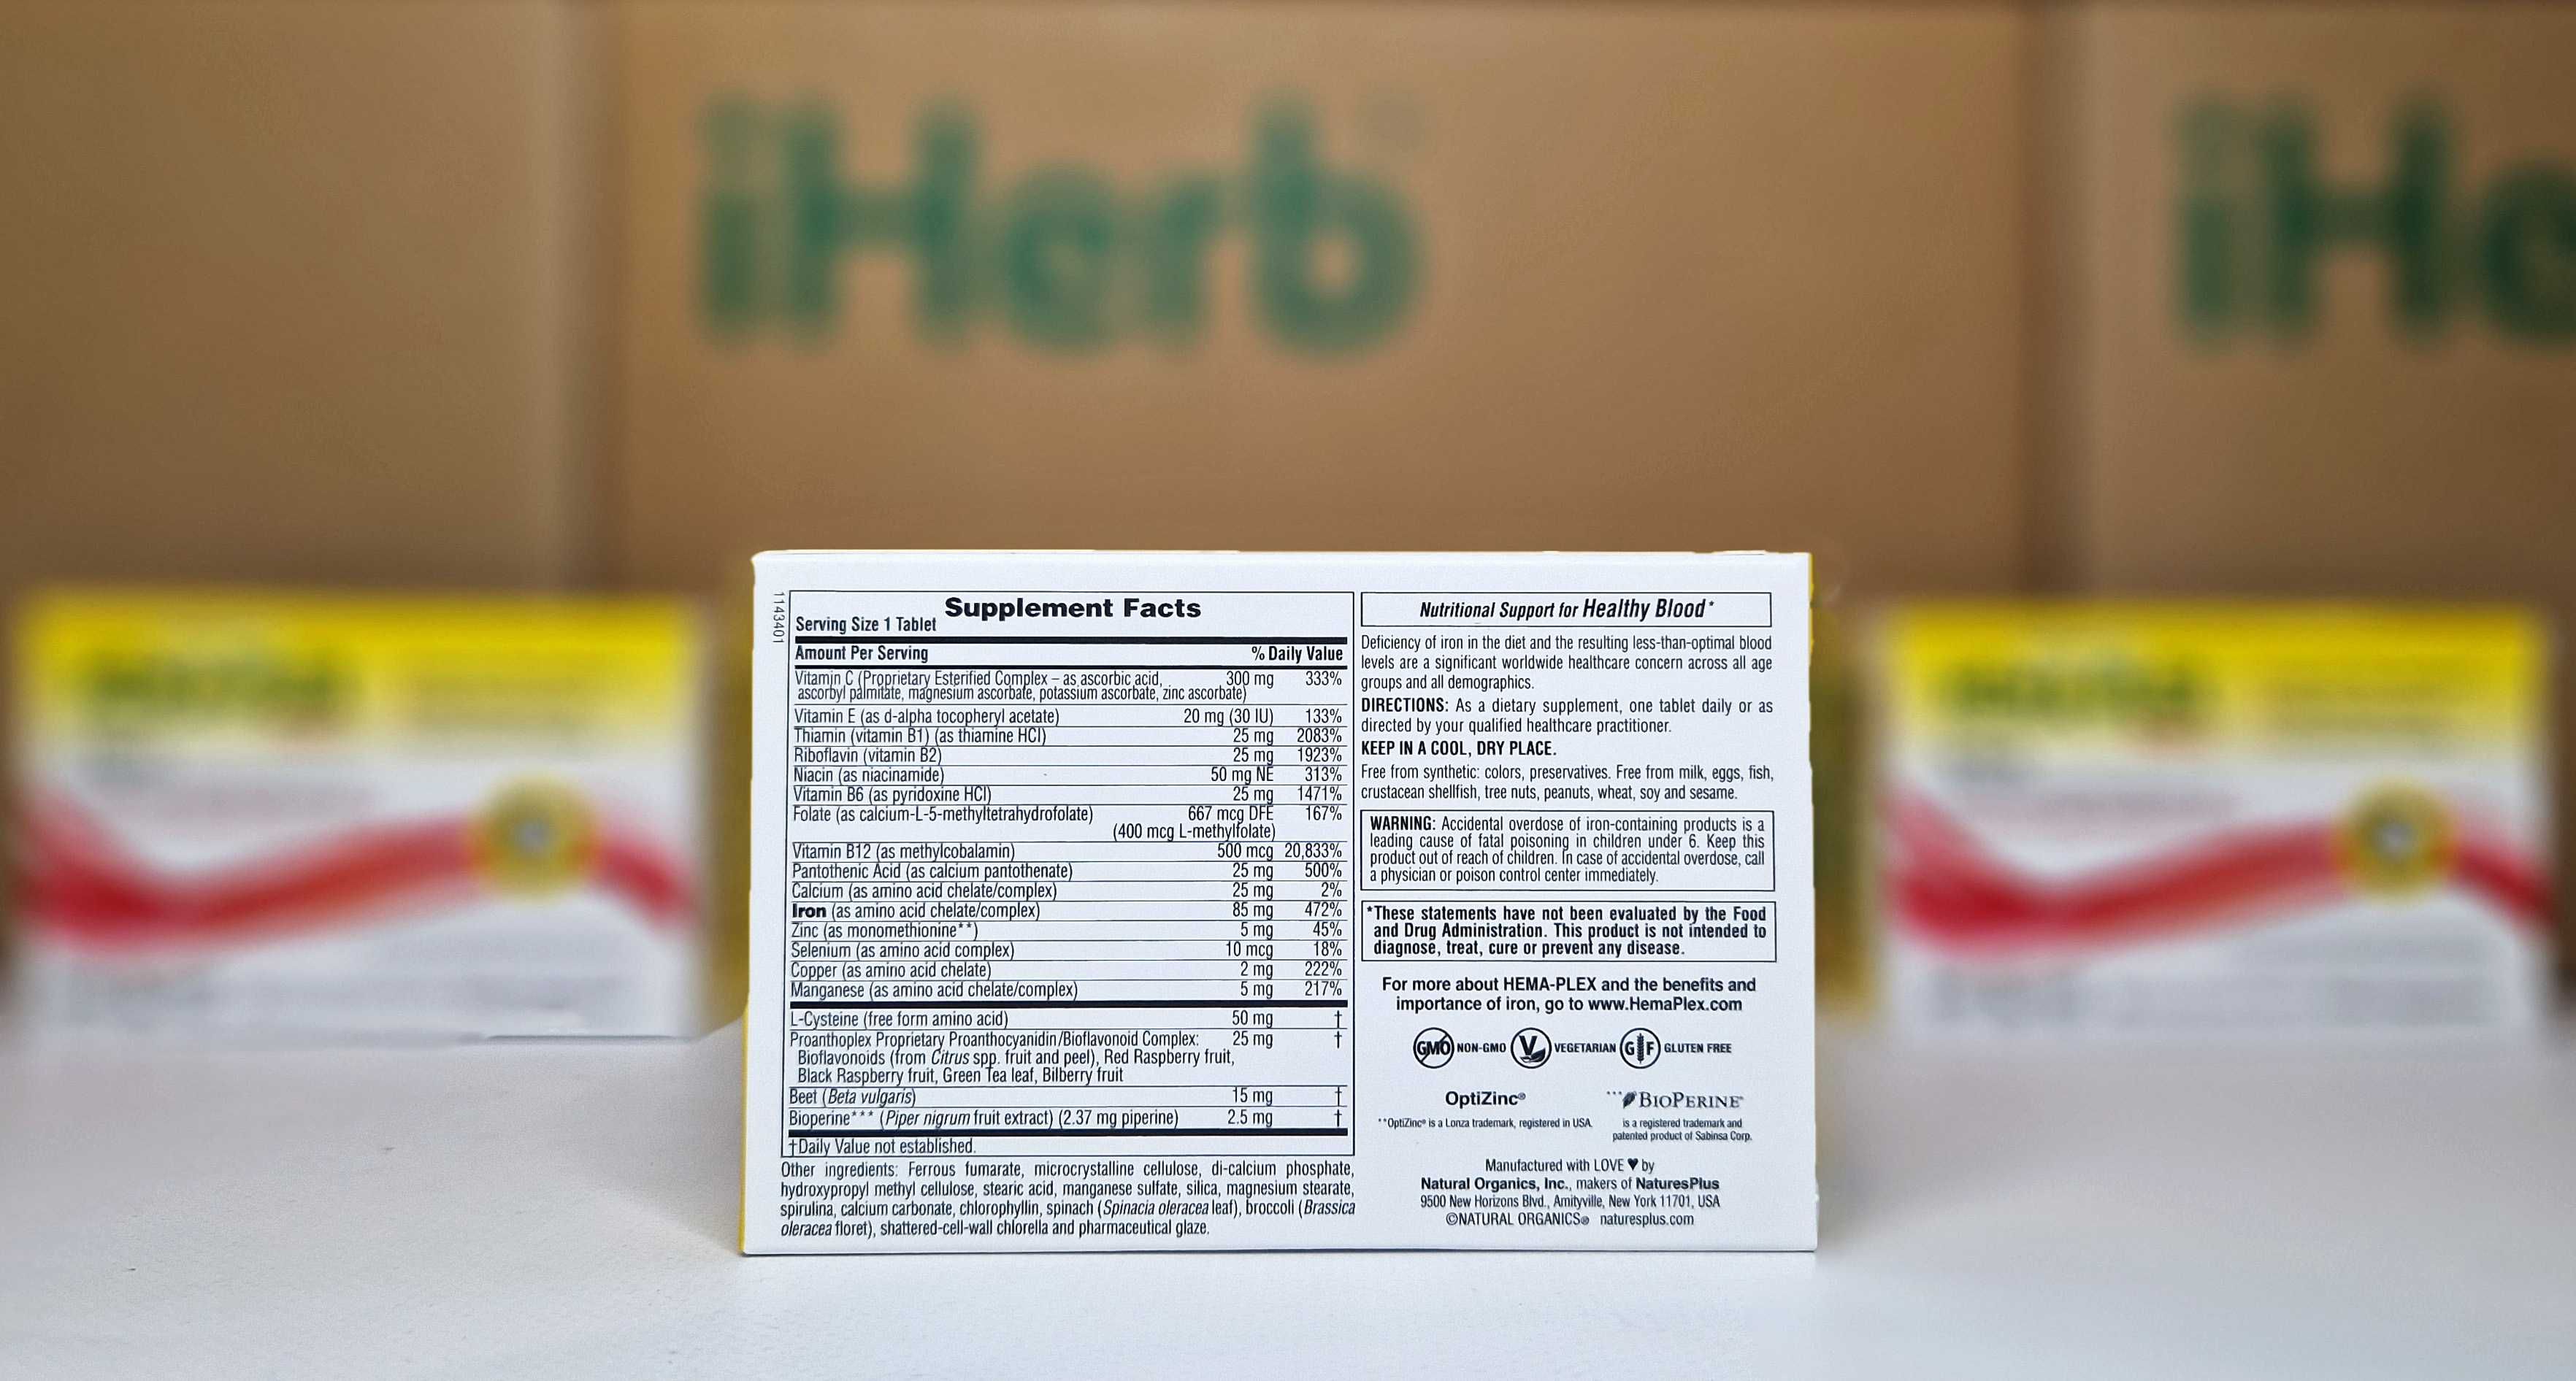 iHerb
iHe
1143401
Supplement Facts
Serving Size 1 Tablet
Amount Per Serving % Daily Value
Vitamin C (Proprietary Esterified Complex – as ascorbic acid, 300 mg 333%
ascorbyl palmitate, magnesium ascorbate, potassium ascorbate, zinc ascorbate)
Vitamin E (as d-alpha tocopheryl acetate) 20 mg (30 IU) 133%
Thiamin (vitamin B1) (as thiamine HCl) 25 mg 2083%
Riboflavin (vitamin B2) 25 mg 1923%
Niacin (as niacinamide) 50 mg NE 313%
Vitamin B6 (as pyridoxine HCl) 25 mg 1471%
Folate (as calcium-L-5-methyltetrahydrofolate) 667 mcg DFE 167%
(400 mcg L-methylfolate)
Vitamin B12 (as methylcobalamin) 500 mcg 20,833%
Pantothenic Acid (as calcium pantothenate) 25 mg 500%
Calcium (as amino acid chelate/complex) 25 mg 2%
Iron (as amino acid chelate/complex) 85 mg 472%
Zinc (as monomethionine**) 5 mg 45%
Selenium (as amino acid complex) 10 mcg 18%
Copper (as amino acid chelate) 2 mg 222%
Manganese (as amino acid chelate/complex) 5 mg 217%
L-Cysteine (free form amino acid) 50 mg †
Proanthoplex Proprietary Proanthocyanidin/Bioflavonoid Complex: 25 mg †
Bioflavonoids (from Citrus spp. fruit and peel), Red Raspberry fruit,
Black Raspberry fruit, Green Tea leaf, Bilberry fruit
Beet (Beta vulgaris) 15 mg †
Bioperine*** (Piper nigrum fruit extract) (2.37 mg piperine) 2.5 mg †
†Daily Value not established.
Other ingredients: Ferrous fumarate, microcrystalline cellulose, di-calcium phosphate,
hydroxypropyl methyl cellulose, stearic acid, manganese sulfate, silica, magnesium stearate,
spirulina, calcium carbonate, chlorophyllin, spinach (Spinacia oleracea leaf), broccoli (Brassica
oleracea floret), shattered-cell-wall chlorella and pharmaceutical glaze.
Nutritional Support for Healthy Blood*
Deficiency of iron in the diet and the resulting less-than-optimal blood
levels are a significant worldwide healthcare concern across all age
groups and all demographics.
DIRECTIONS: As a dietary supplement, one tablet daily or as
directed by your qualified healthcare practitioner.
KEEP IN A COOL, DRY PLACE.
Free from synthetic: colors, preservatives. Free from milk, eggs, fish,
crustacean shellfish, tree nuts, peanuts, wheat, soy and sesame.
WARNING: Accidental overdose of iron-containing products is a
leading cause of fatal poisoning in children under 6. Keep this
product out of reach of children. In case of accidental overdose, call
a physician or poison control center immediately.
*These statements have not been evaluated by the Food
and Drug Administration. This product is not intended to
diagnose, treat, cure or prevent any disease.
For more about HEMA-PLEX and the benefits and
importance of iron, go to www.HemaPlex.com
GMO NON-GMO V VEGETARIAN G F GLUTEN FREE
OptiZinc® ***BIOPERINE®
**OptiZinc® is a Lonza trademark, registered in USA.
is a registered trademark and
patented product of Sabinsa Corp.
Manufactured with LOVE ♥ by
Natural Organics, Inc., makers of NaturesPlus
9500 New Horizons Blvd., Amityville, New York 11701, USA
©NATURAL ORGANICS® naturesplus.com